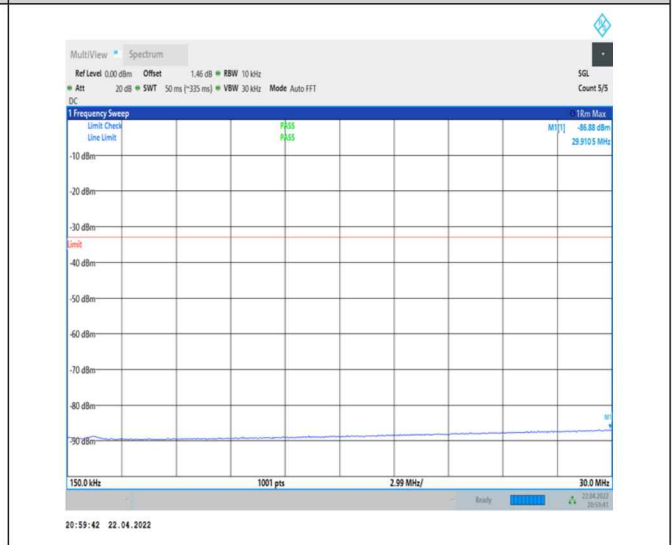 MultiView Spectrum
Ref Level 0.00 dBm Offset 1.46 dB RBW 10 kHz SGL
Att 20 dB SWT 50 ms (~335 ms) VBW 30 kHz Mode Auto FFT Count 5/5
DC
1 Frequency Sweep 1Rm Max
Limit Check PASS M1[1] -86.88 dBm
Line Limit PASS 29.9105 MHz
-10 dBm
-20 dBm
-30 dBm
Limit
-40 dBm
-50 dBm
-60 dBm
-70 dBm
-80 dBm
M1
-90 dBm
150.0 kHz 1001 pts 2.99 MHz/ 30.0 MHz
Ready 22.04.2022
20:59:41
20:59:42 22.04.2022